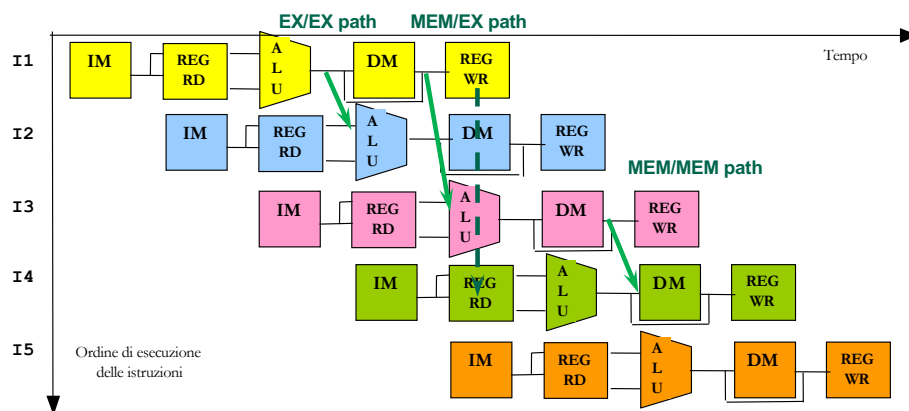 EX/EX path MEM/EX path
Tempo
I1 IM REG RD A L U DM REG WR
I2 IM REG RD A L U DM REG WR
MEM/MEM path
I3 IM REG RD A L U DM REG WR
I4 IM REG RD A L U DM REG WR
I5 IM REG RD A L U DM REG WR
Ordine di esecuzione
delle istruzioni